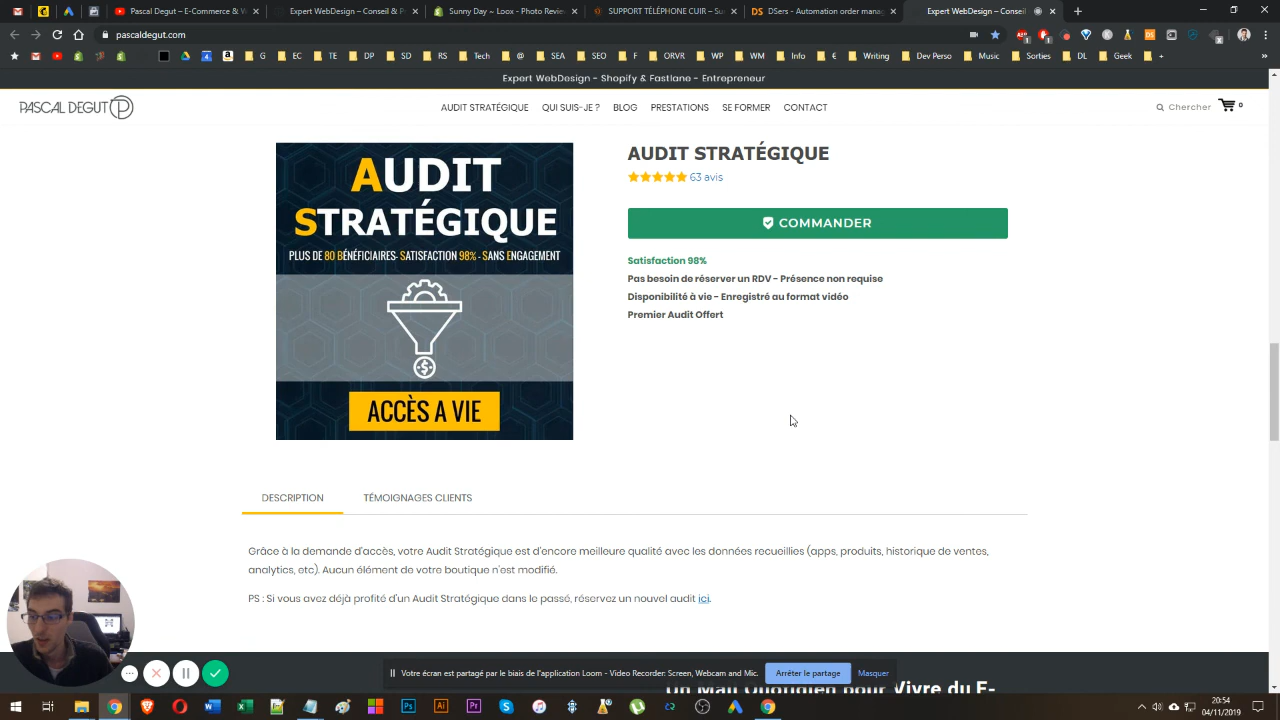 Pascal Degut – E-Commerce & W
Expert WebDesign – Conseil & P
Sunny Day ~ Loox - Photo Review
SUPPORT TÉLÉPHONE CUIR – Su
DSers - Automation order manag
Expert WebDesign – Conseil
pascaldegut.com
G
EC
TE
DP
SD
RS
Tech
@
SEA
SEO
F
ORVR
WP
WM
Info
€
Writing
Dev Perso
Music
Sorties
DL
Geek
+
Expert WebDesign - Shopify & Fastlane - Entrepreneur
PASCAL DEGUT
AUDIT STRATÉGIQUE
QUI SUIS-JE ?
BLOG
PRESTATIONS
SE FORMER
CONTACT
Chercher
0
AUDIT
STRATÉGIQUE
PLUS DE 80 BÉNÉFICIAIRES- SATISFACTION 98% - SANS ENGAGEMENT
ACCÈS A VIE
AUDIT STRATÉGIQUE
63 avis
COMMANDER
Satisfaction 98%
Pas besoin de réserver un RDV - Présence non requise
Disponibilité à vie - Enregistré au format vidéo
Premier Audit Offert
DESCRIPTION
TÉMOIGNAGES CLIENTS
Grâce à la demande d'accès, votre Audit Stratégique est d'encore meilleure qualité avec les données recueillies (apps, produits, historique de ventes,
analytics, etc). Aucun élément de votre boutique n'est modifié.
PS : Si vous avez déjà profité d'un Audit Stratégique dans le passé, réservez un nouvel audit ici.
Votre écran est partagé par le biais de l'application Loom – Video Recorder: Screen, Webcam and Mic.
Arrêter le partage
Masquer
Un Mail Quotidien pour Vivre du E-
20:54
04/11/2019